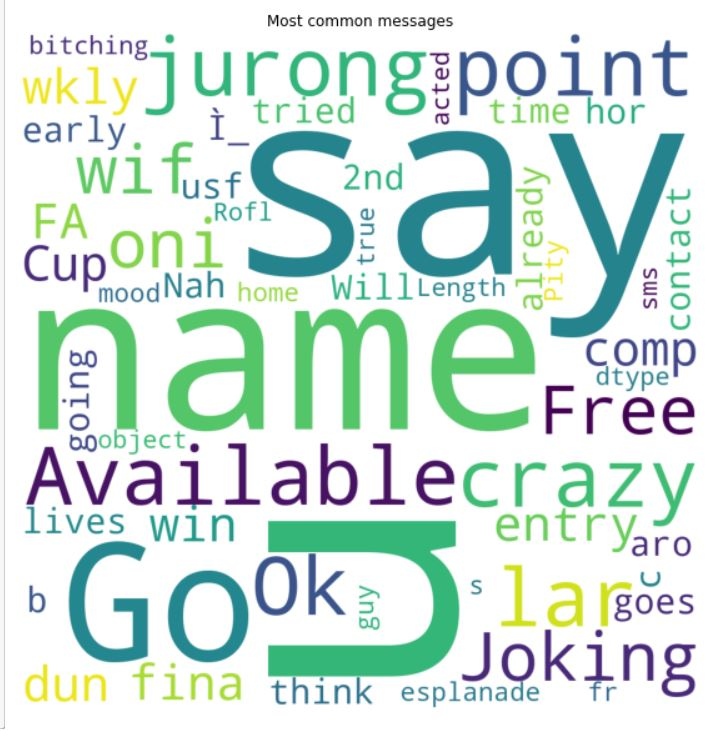 Most common messages
bitching
jurong
acted
point
wkly
tried
time
hor
early
Ì_
say
wif
usf
2nd
already
contact
FA
oni
Rofl
true
Pity
sms
Cup
mood
Nah
home
Will
Length
name
comp
going
dtype
Free
object
Available
crazy
lives
win
u
entry
aro
Go
Ok
guy
s
lar
c
b
goes
Joking
dun
fina
think
esplanade
fr